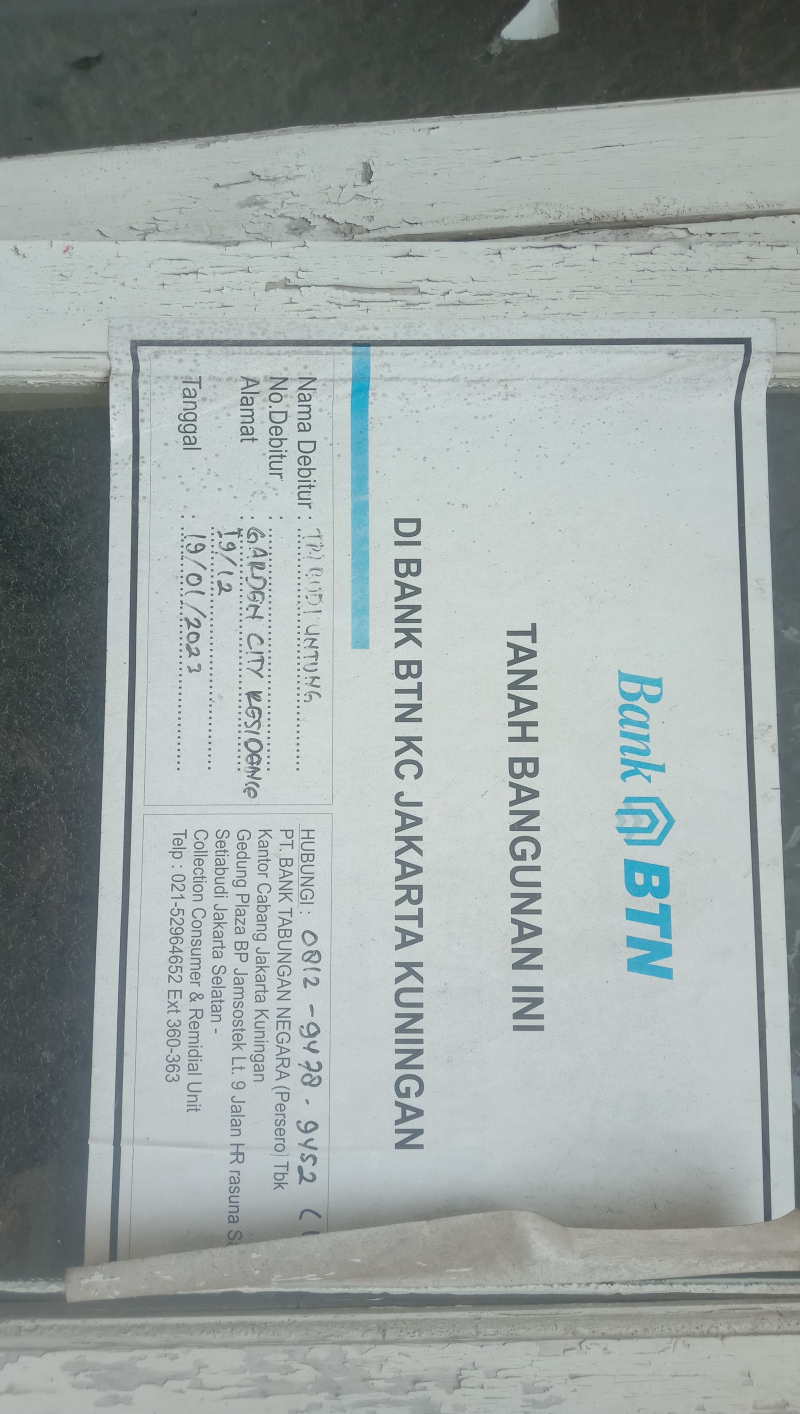 Bank BTN
TANAH BANGUNAN INI
DI BANK BTN KC JAKARTA KUNINGAN
Nama Debitur : TRI BUDI UNTUNG
No.Debitur :
Alamat : GARDEN CITY RESIDENCE
19/12
Tanggal : 19/01/2023
HUBUNGI : 0812 - 9478 - 9452 (
PT. BANK TABUNGAN NEGARA (Persero) Tbk
Kantor Cabang Jakarta Kuningan
Gedung Plaza BP Jamsostek Lt. 9 Jalan HR rasuna
Setiabudi Jakarta Selatan -
Collection Consumer & Remidial Unit
Telp : 021-52964652 Ext 360-363